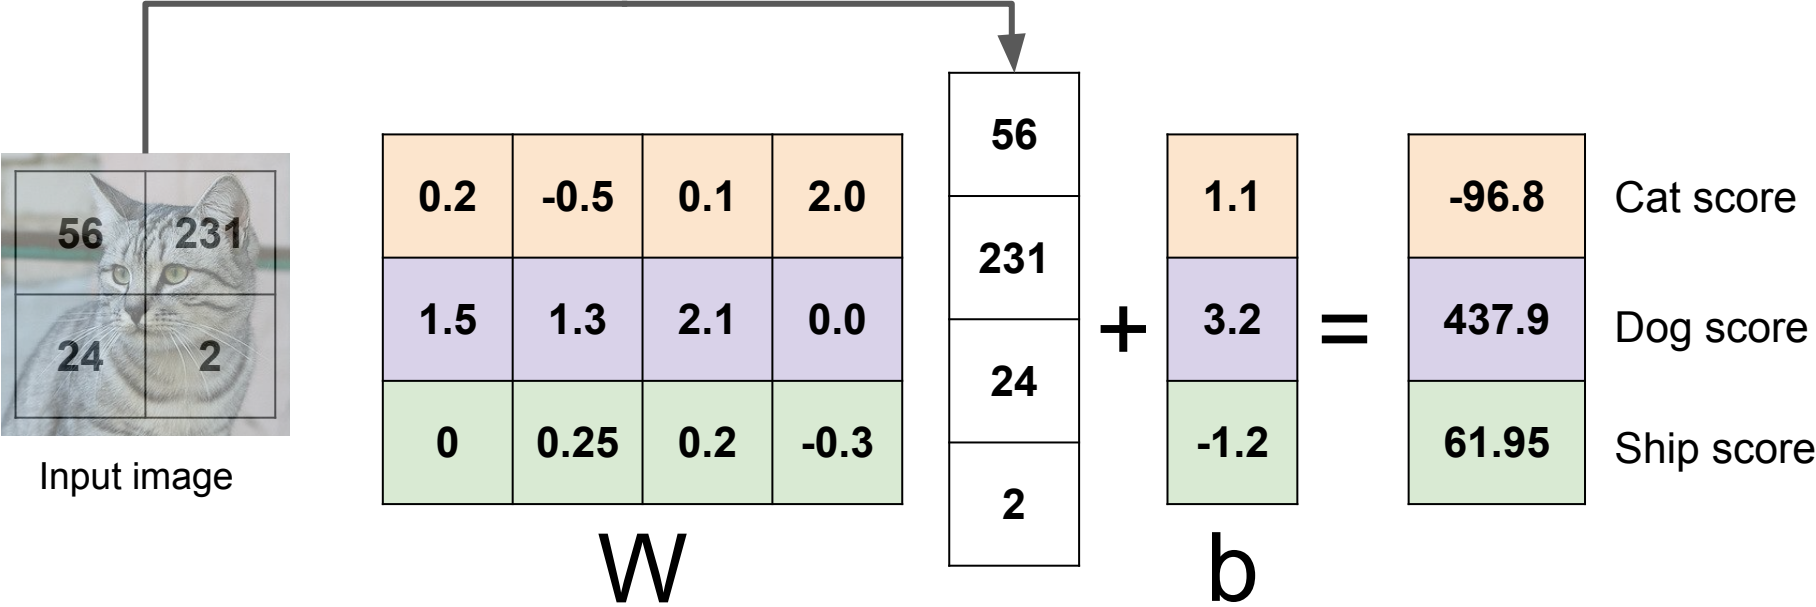 56 231
24 2
Input image
0.2 -0.5 0.1 2.0
1.5 1.3 2.1 0.0
0 0.25 0.2 -0.3
W
56
231
24
2
+
1.1
3.2
-1.2
b
=
-96.8 Cat score
437.9 Dog score
61.95 Ship score